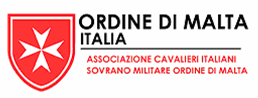 ORDINE DI MALTA
ITALIA
ASSOCIAZIONE CAVALIERI ITALIANI
SOVRANO MILITARE ORDINE DI MALTA